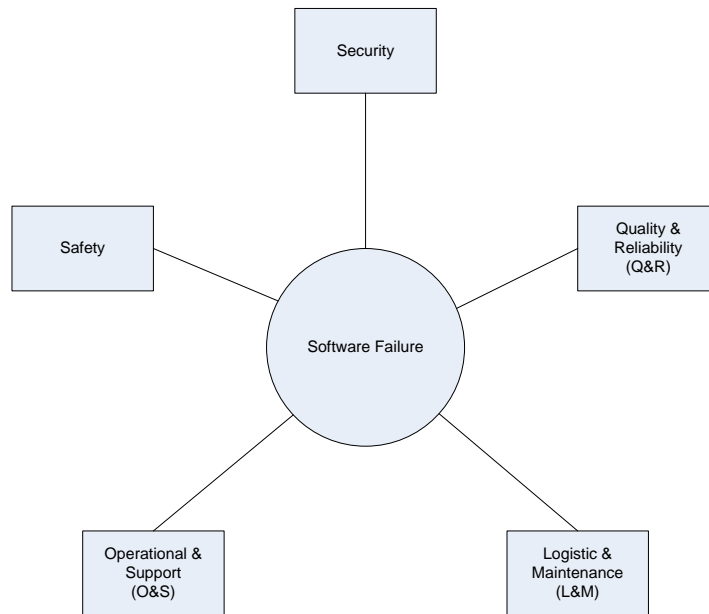 Security
Safety
Quality &
Reliability
(Q&R)
Software Failure
Operational &
Support
(O&S)
Logistic &
Maintenance
(L&M)